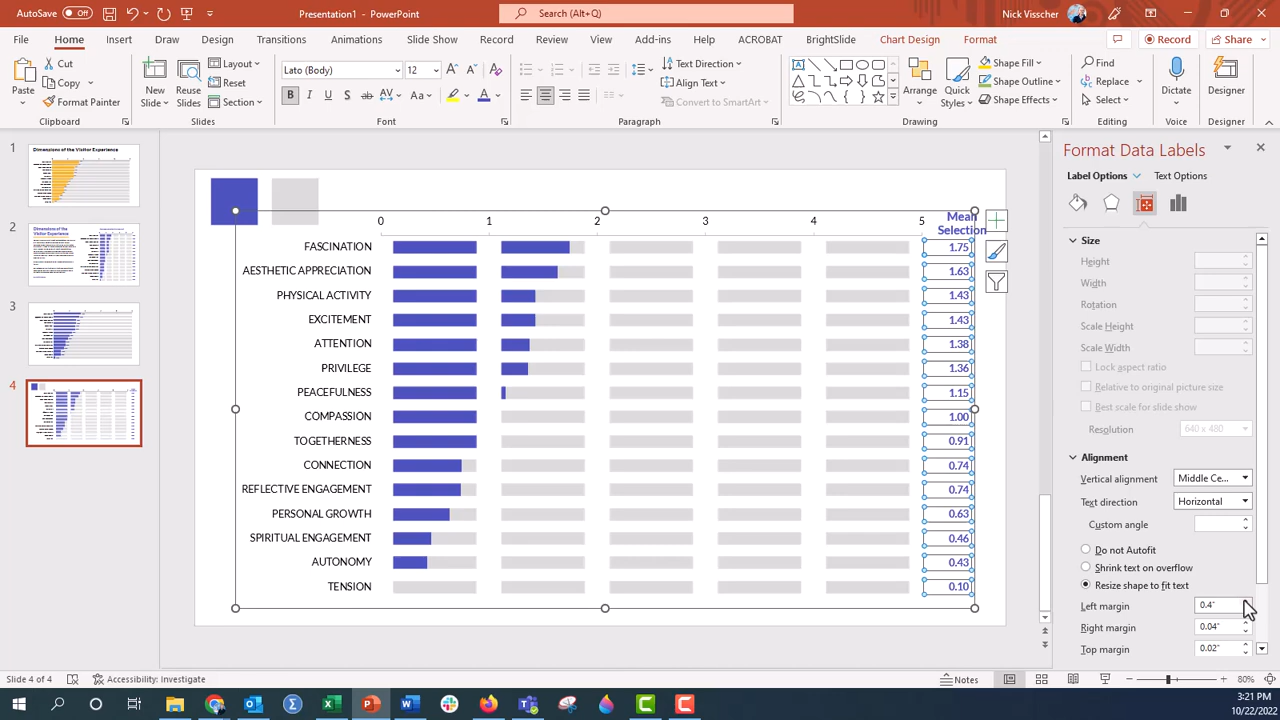 AutoSave Off
Presentation1 - PowerPoint
Search (Alt+Q)
Nick Visscher
File Home Insert Draw Design Transitions Animations Slide Show Record Review View Add-ins Help ACROBAT BrightSlide Chart Design Format
Record Share
Paste
Cut
Copy
Format Painter
Clipboard
New Slide
Reuse Slides
Layout
Reset
Section
Slides
Lato (Body) 12
B I U S ab AV Aa A
Font
Text Direction
Align Text
Convert to SmartArt
Paragraph
Arrange
Quick Styles
Shape Fill
Shape Outline
Shape Effects
Drawing
Find
Replace
Select
Editing
Dictate
Voice
Designer
Designer
1
Dimensions of the Visitor Experience
2
Dimensions of the Visitor Experience
3
4
0 1 2 3 4 5
Mean Selection
FASCINATION 1.75
AESTHETIC APPRECIATION 1.63
PHYSICAL ACTIVITY 1.43
EXCITEMENT 1.43
ATTENTION 1.38
PRIVILEGE 1.36
PEACEFULNESS 1.15
COMPASSION 1.00
TOGETHERNESS 0.91
CONNECTION 0.74
REFLECTIVE ENGAGEMENT 0.74
PERSONAL GROWTH 0.63
SPIRITUAL ENGAGEMENT 0.46
AUTONOMY 0.43
TENSION 0.10
Format Data Labels
Label Options Text Options
Size
Height
Width
Rotation
Scale Height
Scale Width
Lock aspect ratio
Relative to original picture size
Best scale for slide show
Resolution 640 x 480
Alignment
Vertical alignment Middle Ce...
Text direction Horizontal
Custom angle
Do not Autofit
Shrink text on overflow
Resize shape to fit text
Left margin 0.4"
Right margin 0.04"
Top margin 0.02"
Slide 4 of 4
Accessibility: Investigate
Notes
80%
3:21 PM
10/22/2022